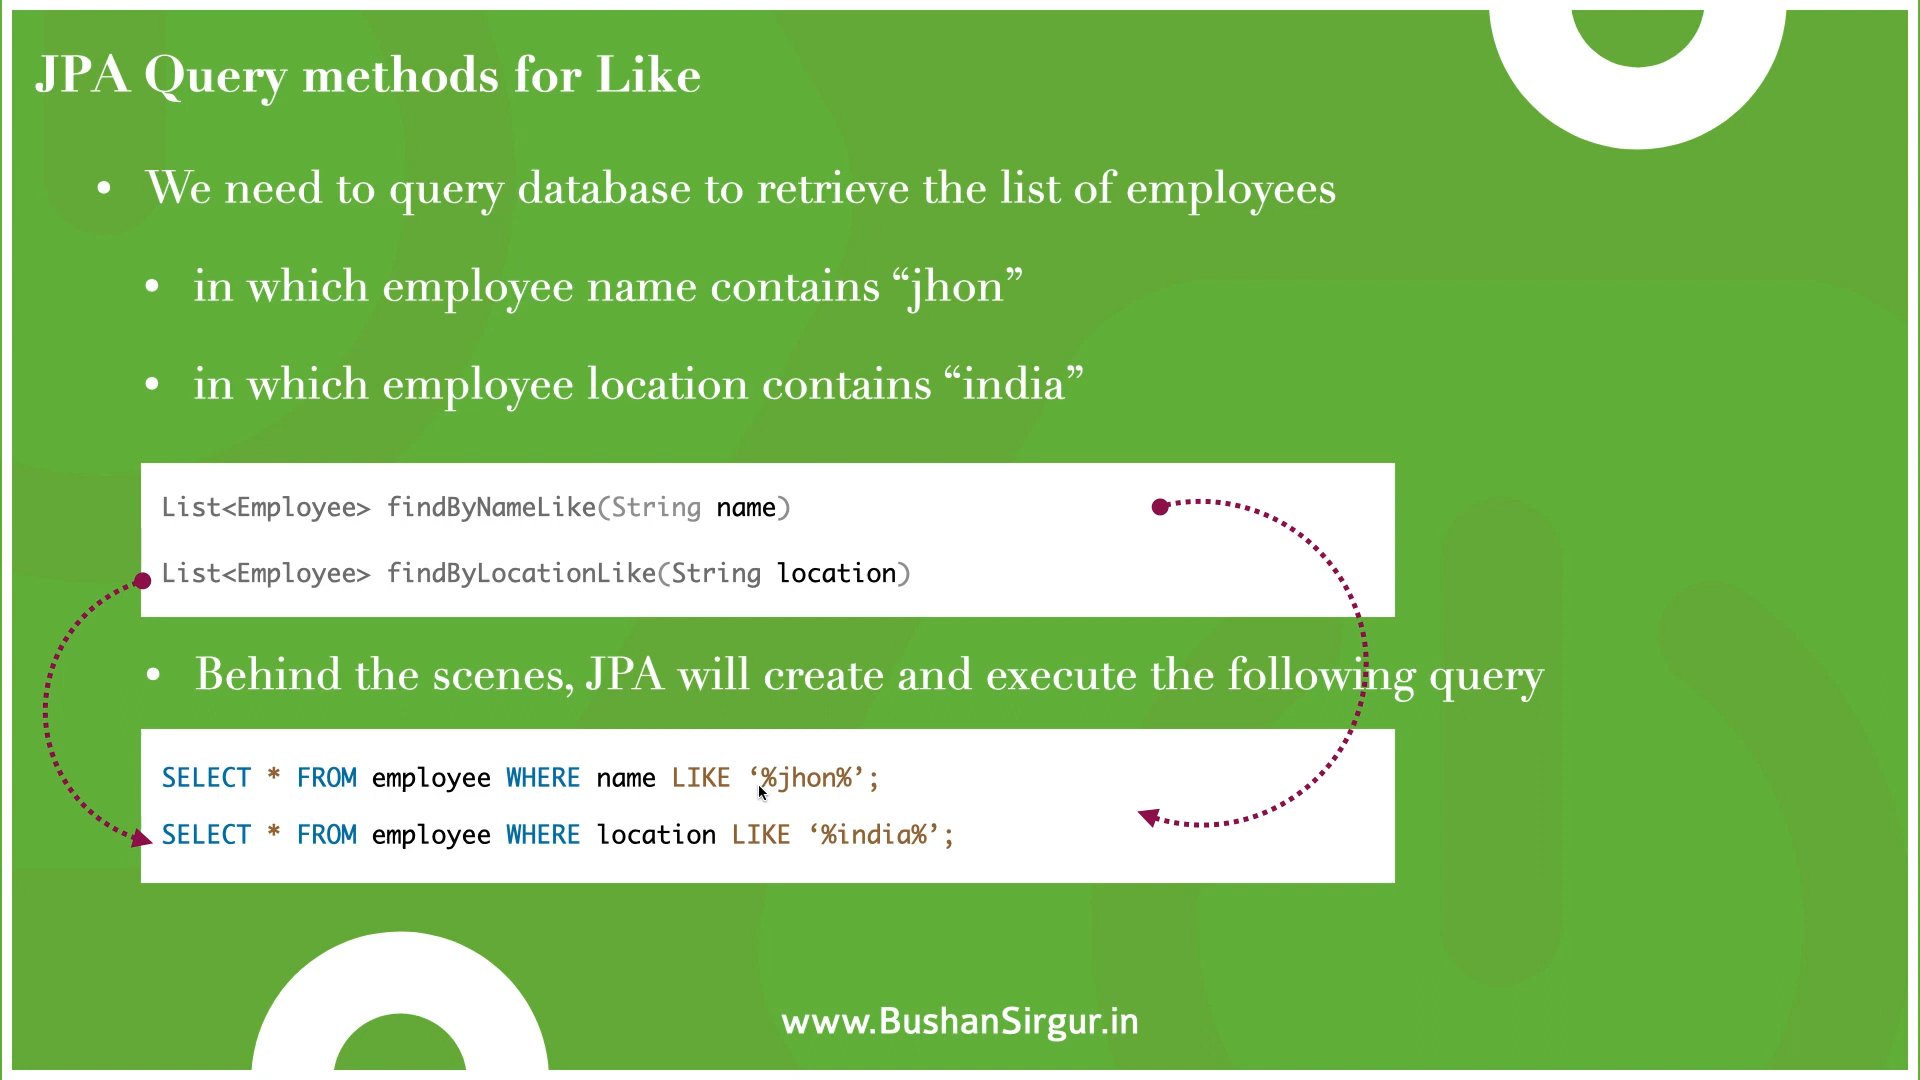 JPA Query methods for Like
• We need to query database to retrieve the list of employees
• in which employee name contains “jhon”
• in which employee location contains “india”
List<Employee> findByNameLike(String name)
List<Employee> findByLocationLike(String location)
• Behind the scenes, JPA will create and execute the following query
SELECT * FROM employee WHERE name LIKE ‘%jhon%’;
SELECT * FROM employee WHERE location LIKE ‘%india%’;
www.BushanSirgur.in